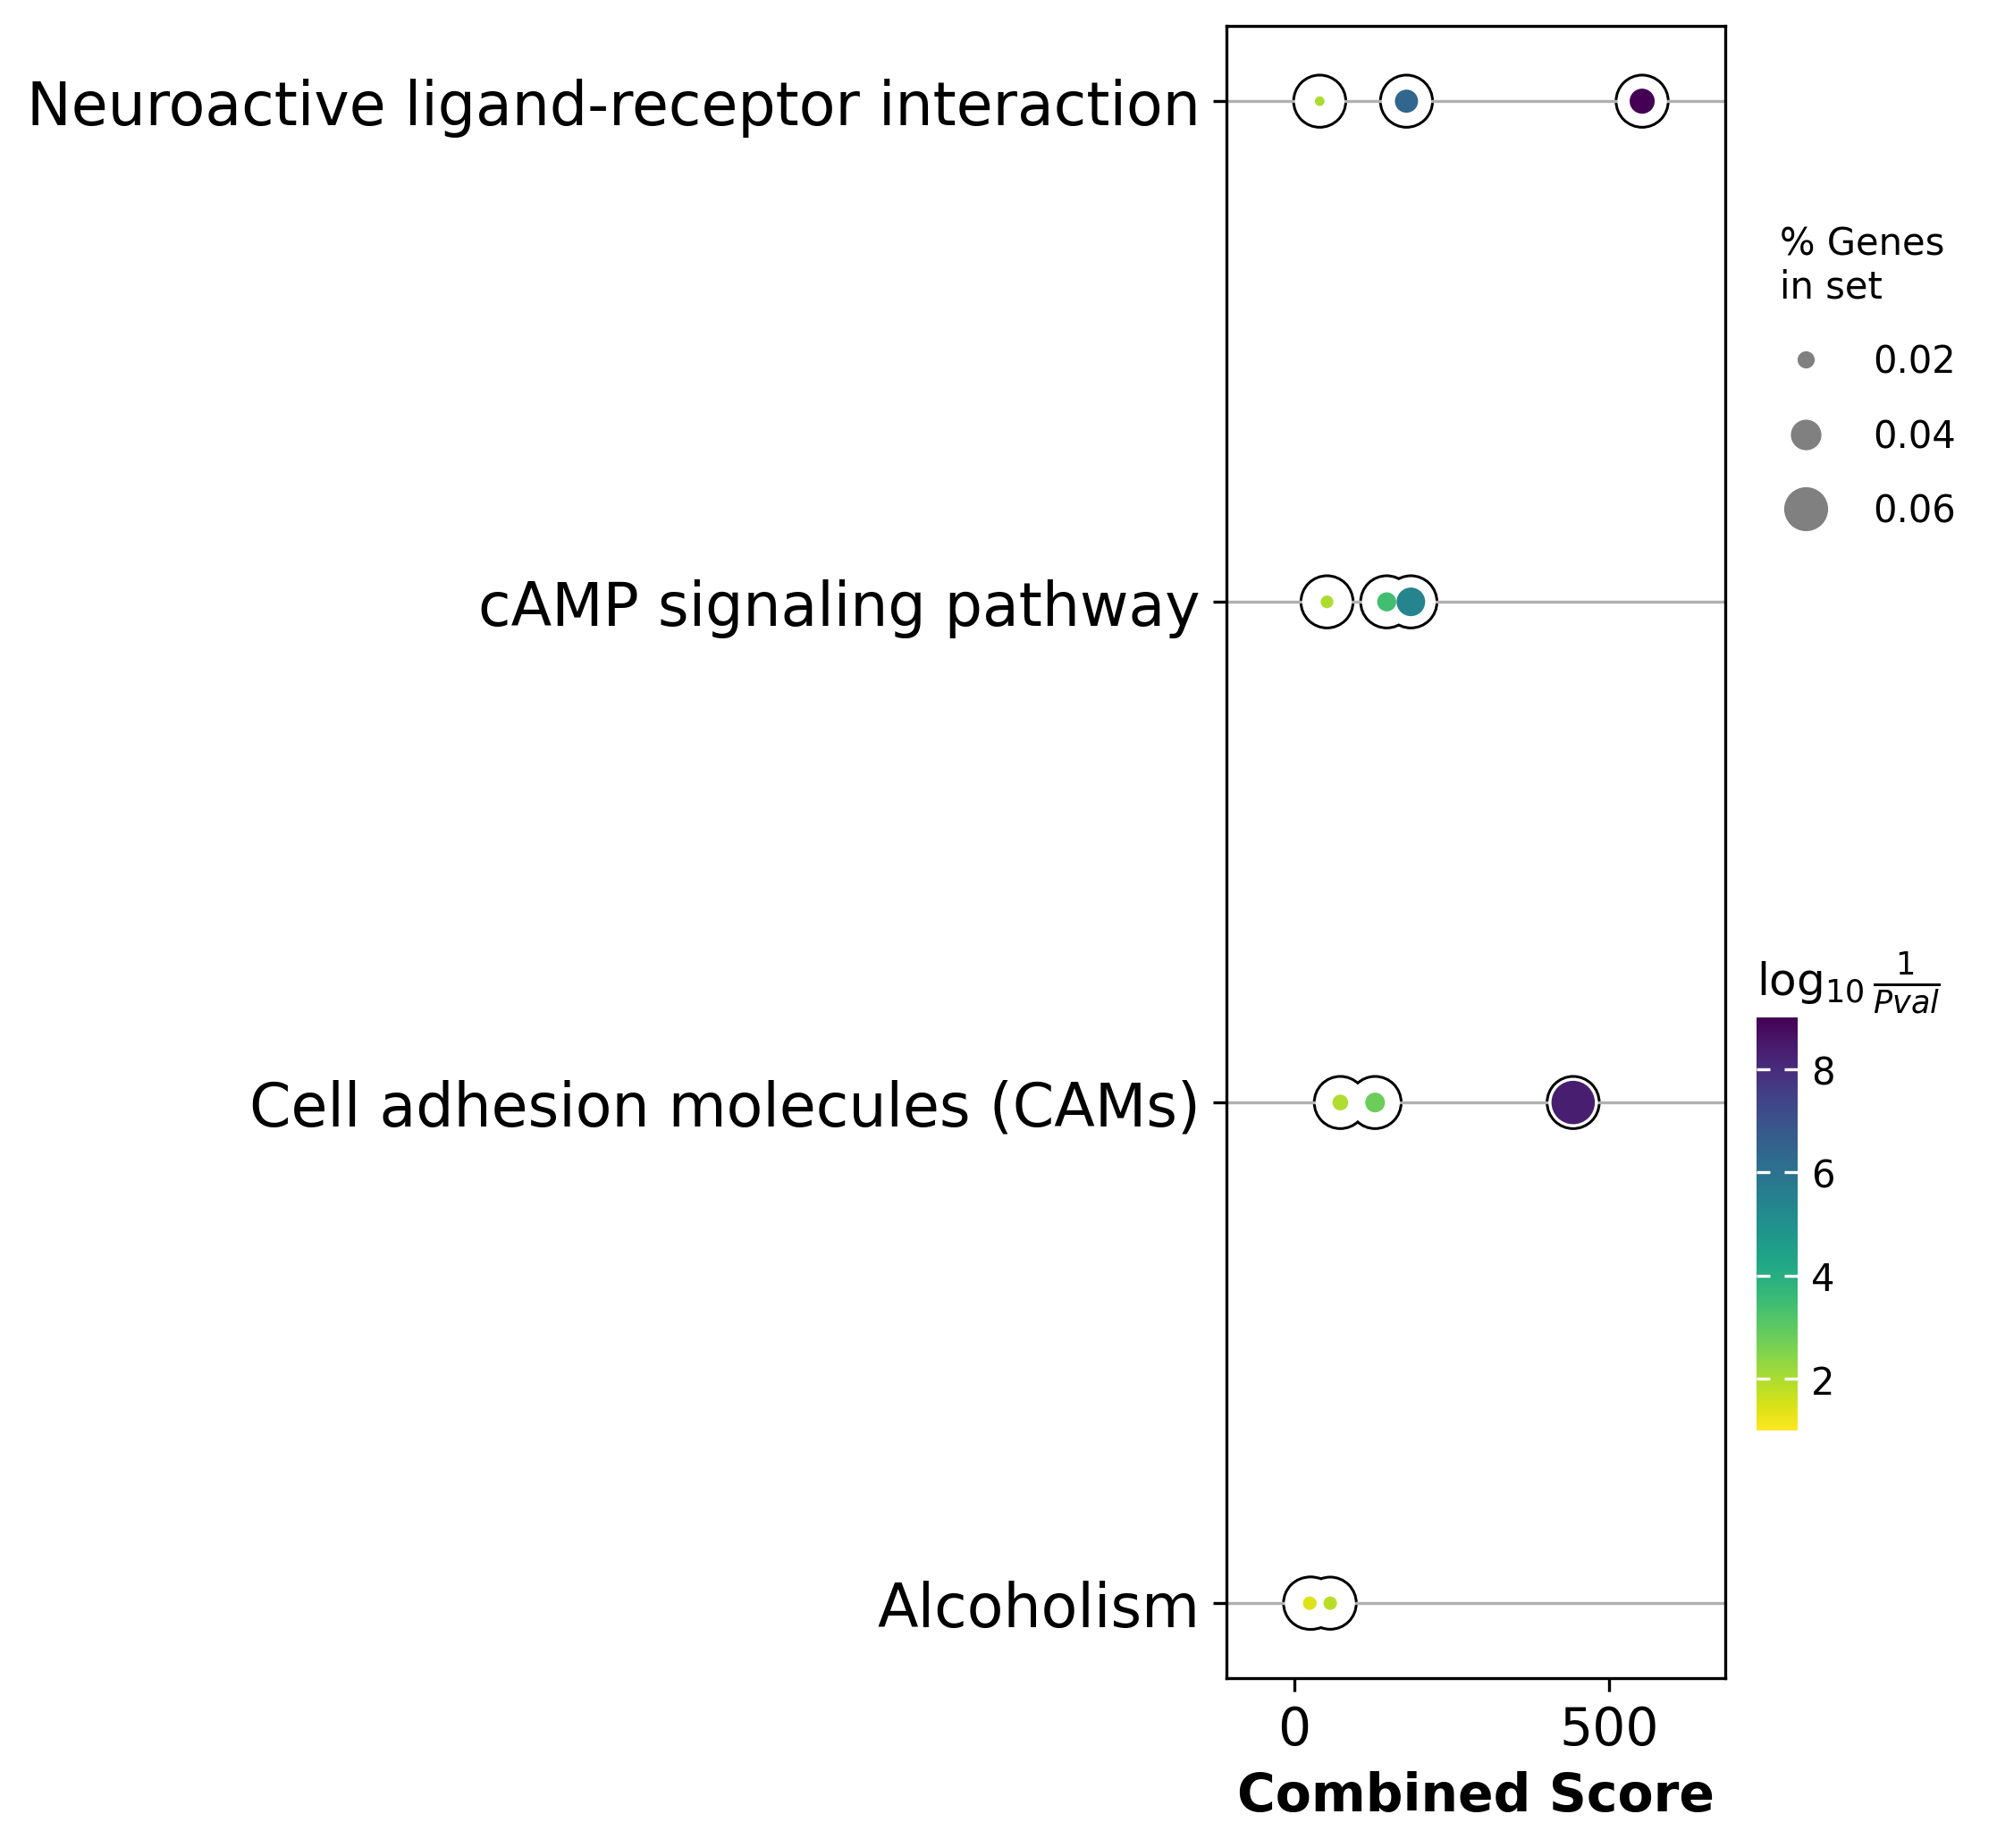 Neuroactive ligand-receptor interaction
cAMP signaling pathway
Cell adhesion molecules (CAMs)
Alcoholism
0 500
Combined Score
% Genes
in set
0.02
0.04
0.06
log10 1/Pval
8
6
4
2